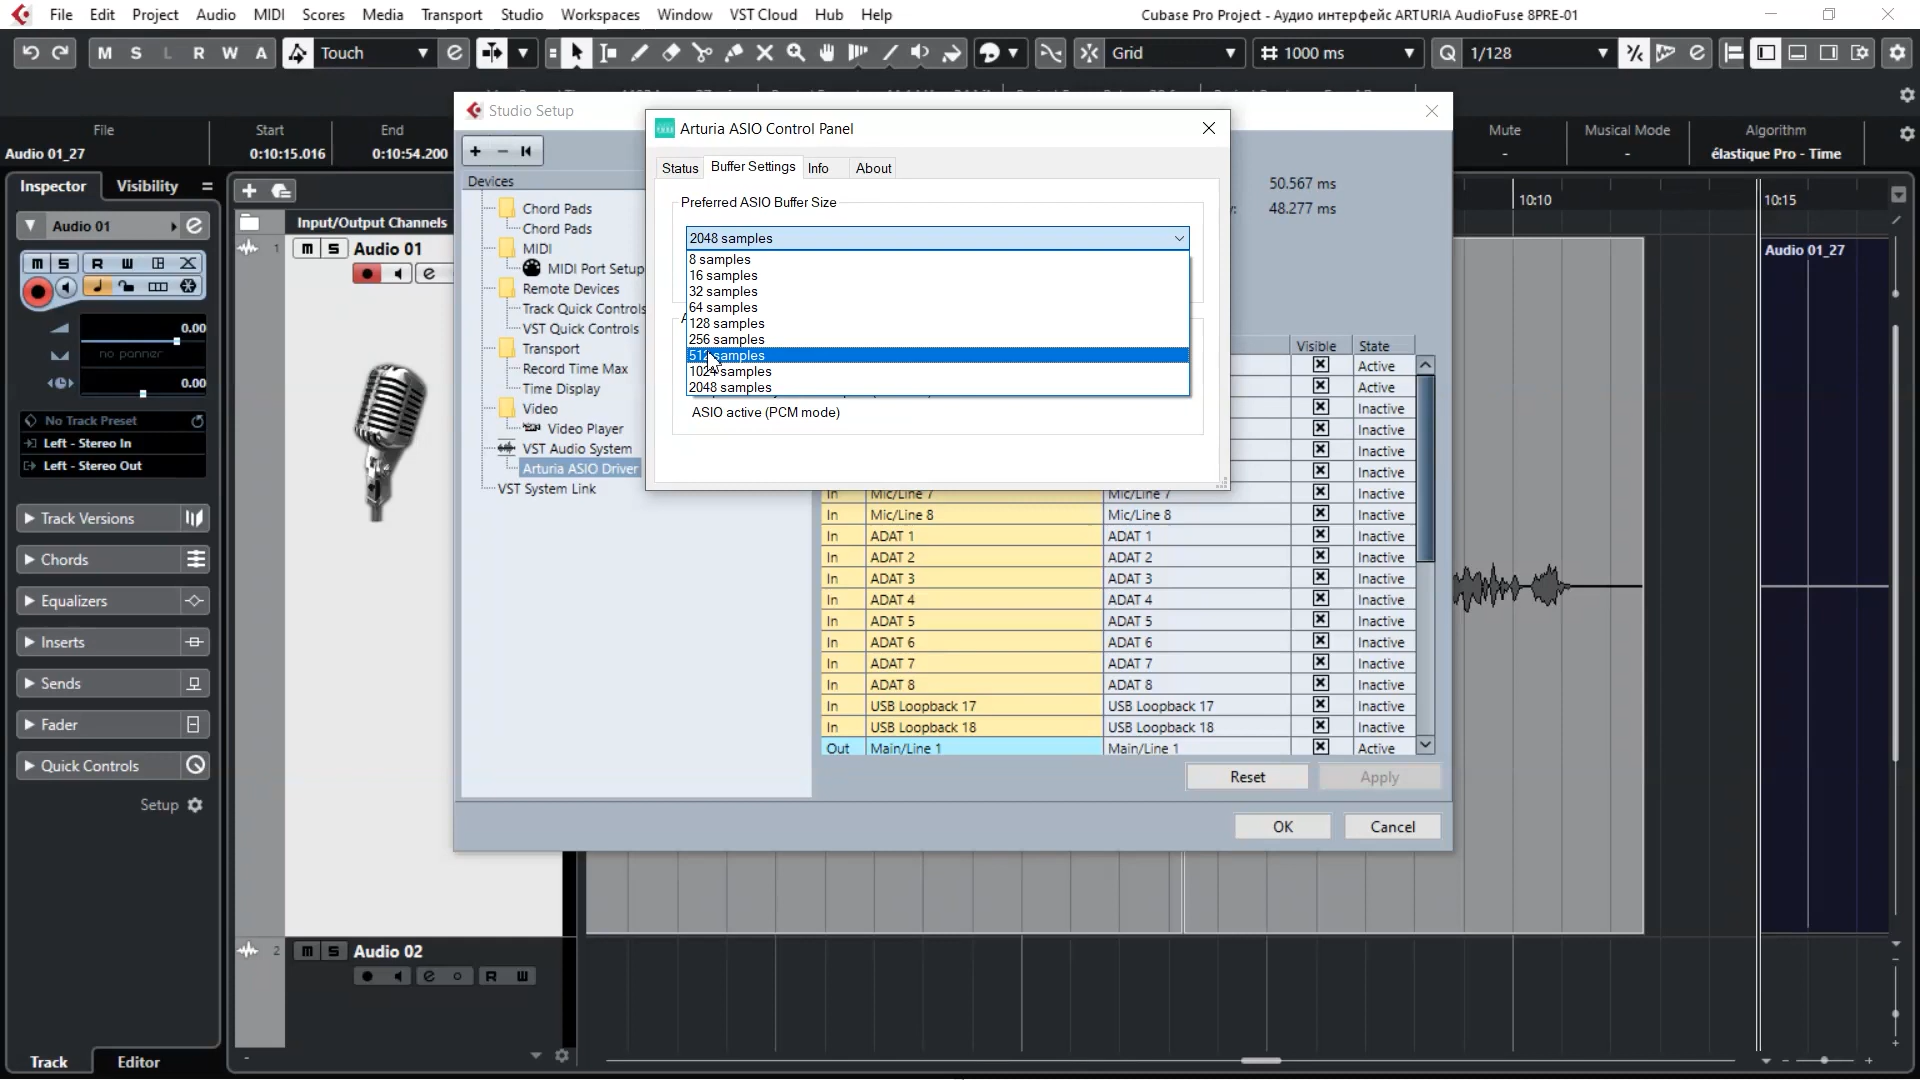 File Edit Project Audio MIDI Scores Media Transport Studio Workspaces Window VST Cloud Hub Help
Cubase Pro Project - Аудио интерфейс ARTURIA AudioFuse 8PRE-01
M S L R W A Touch Grid 1000 ms Q 1/128
File Start End Mute Musical Mode Algorithm
Audio 01_27 0:10:15.016 0:10:54.200 - - élastique Pro - Time
Inspector Visibility
Audio 01
m S R W
0.00
no panner
0.00
No Track Preset
Left - Stereo In
Left - Stereo Out
Track Versions
Chords
Equalizers
Inserts
Sends
Fader
Quick Controls
Setup
Track Editor
Input/Output Channels
1 m S Audio 01
e
2 m S Audio 02
e R W
10:10 10:15
Audio 01_27
Studio Setup
Devices
Chord Pads
Chord Pads
MIDI
MIDI Port Setup
Remote Devices
Track Quick Controls
VST Quick Controls
Transport
Record Time Max
Time Display
Video
Video Player
VST Audio System
Arturia ASIO Driver
VST System Link
50.567 ms
48.277 ms
Arturia ASIO Control Panel
Status Buffer Settings Info About
Preferred ASIO Buffer Size
2048 samples
8 samples
16 samples
32 samples
64 samples
128 samples
256 samples
512 samples
1024 samples
2048 samples
ASIO active (PCM mode)
Visible State
Active
Active
Inactive
Inactive
Inactive
Inactive
In Mic/Line 7 Mic/Line 7 Inactive
In Mic/Line 8 Mic/Line 8 Inactive
In ADAT 1 ADAT 1 Inactive
In ADAT 2 ADAT 2 Inactive
In ADAT 3 ADAT 3 Inactive
In ADAT 4 ADAT 4 Inactive
In ADAT 5 ADAT 5 Inactive
In ADAT 6 ADAT 6 Inactive
In ADAT 7 ADAT 7 Inactive
In ADAT 8 ADAT 8 Inactive
In USB Loopback 17 USB Loopback 17 Inactive
In USB Loopback 18 USB Loopback 18 Inactive
Out Main/Line 1 Main/Line 1 Active
Reset Apply
OK Cancel